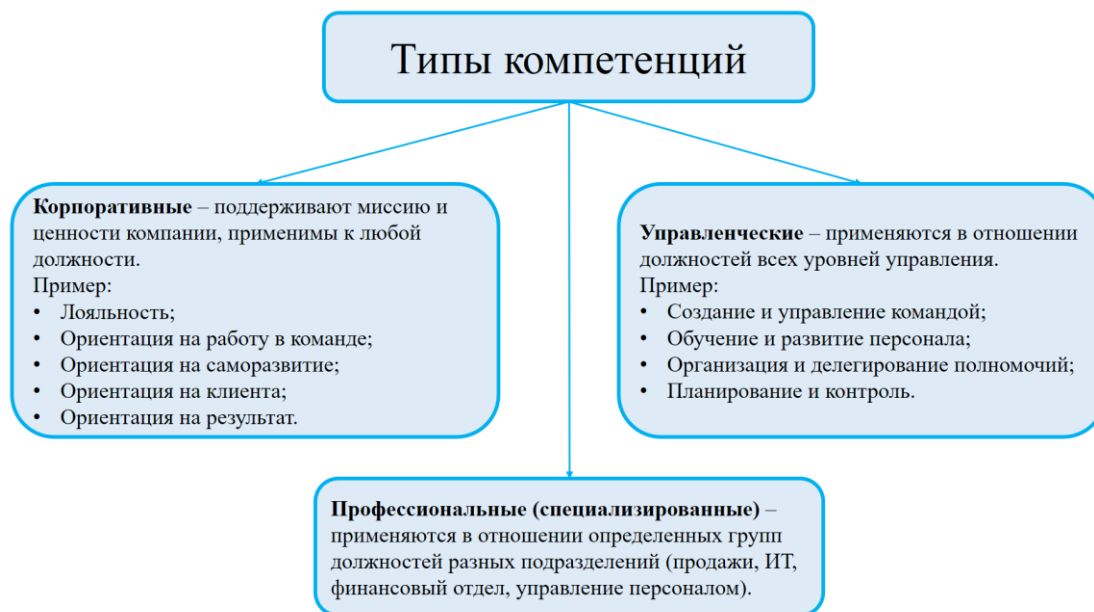 Типы компетенций
Корпоративные – поддерживают миссию и
ценности компании, применимы к любой
должности.
Пример:
• Лояльность;
• Ориентация на работу в команде;
• Ориентация на саморазвитие;
• Ориентация на клиента;
• Ориентация на результат.
Управленческие – применяются в отношении
должностей всех уровней управления.
Пример:
• Создание и управление командой;
• Обучение и развитие персонала;
• Организация и делегирование полномочий;
• Планирование и контроль.
Профессиональные (специализированные) –
применяются в отношении определенных групп
должностей разных подразделений (продажи, ИТ,
финансовый отдел, управление персоналом).